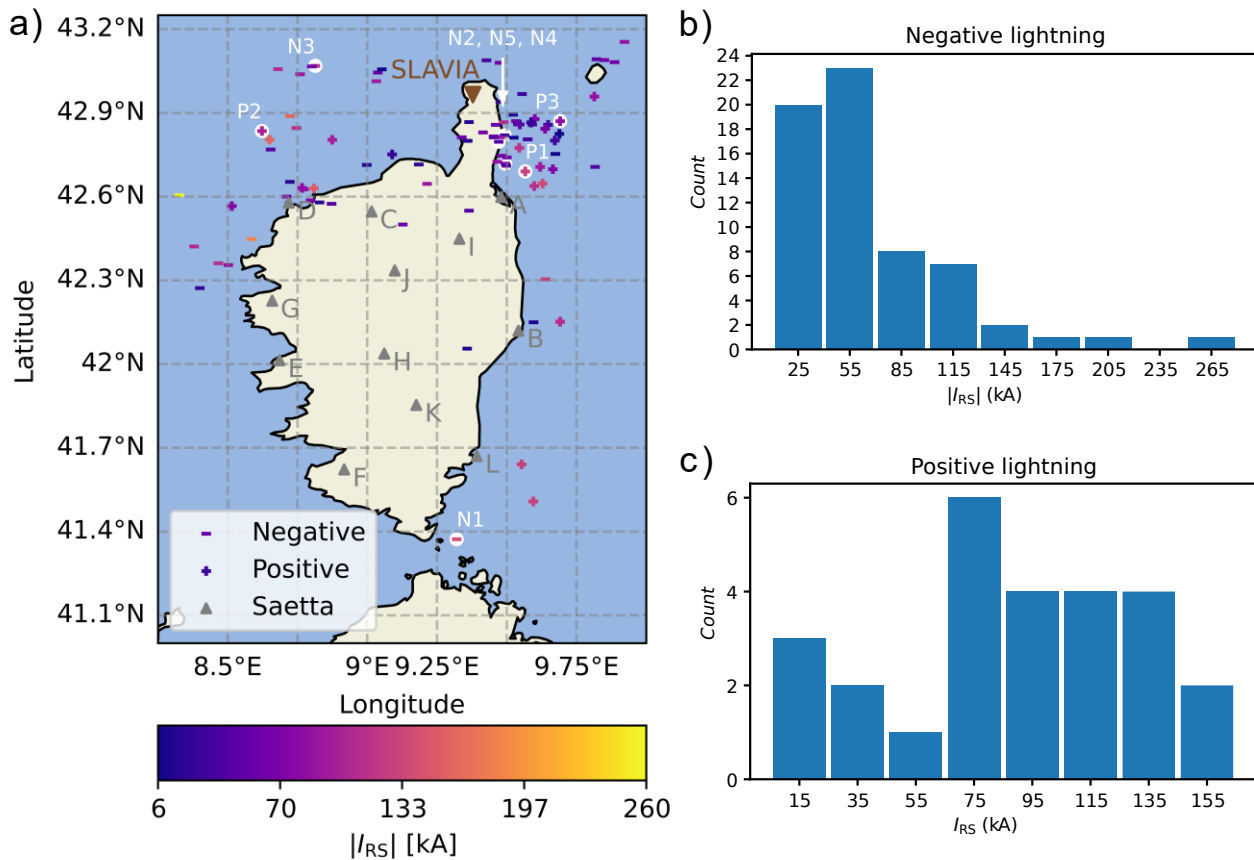 a)
43.2°N
42.9°N
42.6°N
42.3°N
42°N
41.7°N
41.4°N
41.1°N
Latitude
N3
N2, N5, N4
SLAVIA
P2
P3
P1
D
C
A
I
J
G
B
E
H
K
F
L
N1
Negative
Positive
Saetta
8.5°E
9°E
9.25°E
9.75°E
Longitude
6
70
133
197
260
|I_RS| [kA]
b)
Negative lightning
24
22
20
18
16
14
12
10
8
6
4
2
0
Count
25
55
85
115
145
175
205
235
265
|I_RS| (kA)
c)
Positive lightning
6
4
2
0
Count
15
35
55
75
95
115
135
155
I_RS (kA)